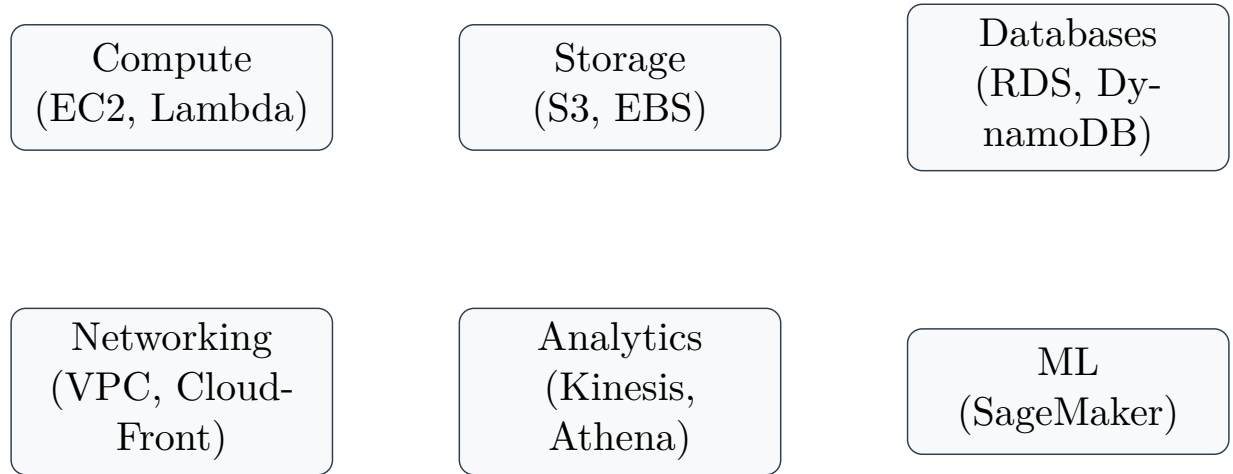 Compute
(EC2, Lambda)
Storage
(S3, EBS)
Databases
(RDS, Dy-
namoDB)
Networking
(VPC, Cloud-
Front)
Analytics
(Kinesis,
Athena)
ML
(SageMaker)